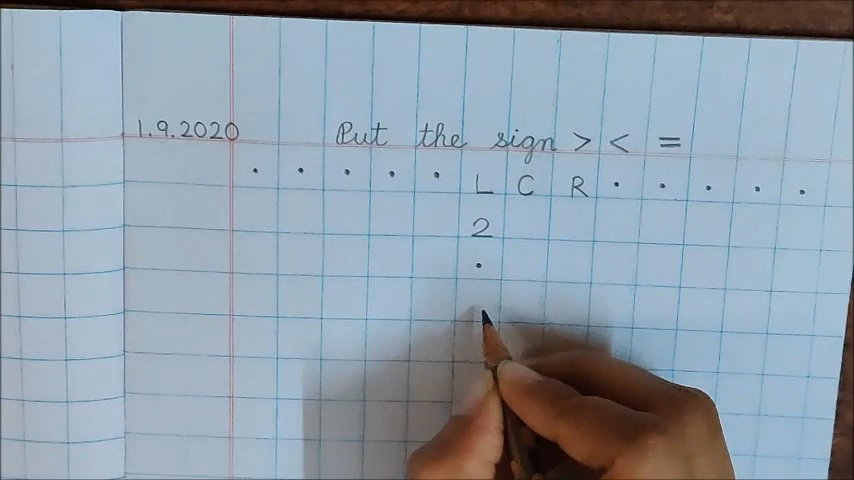 1.9.2020 Put the sign > < =
. . . . . L C R . . . . .
2
.